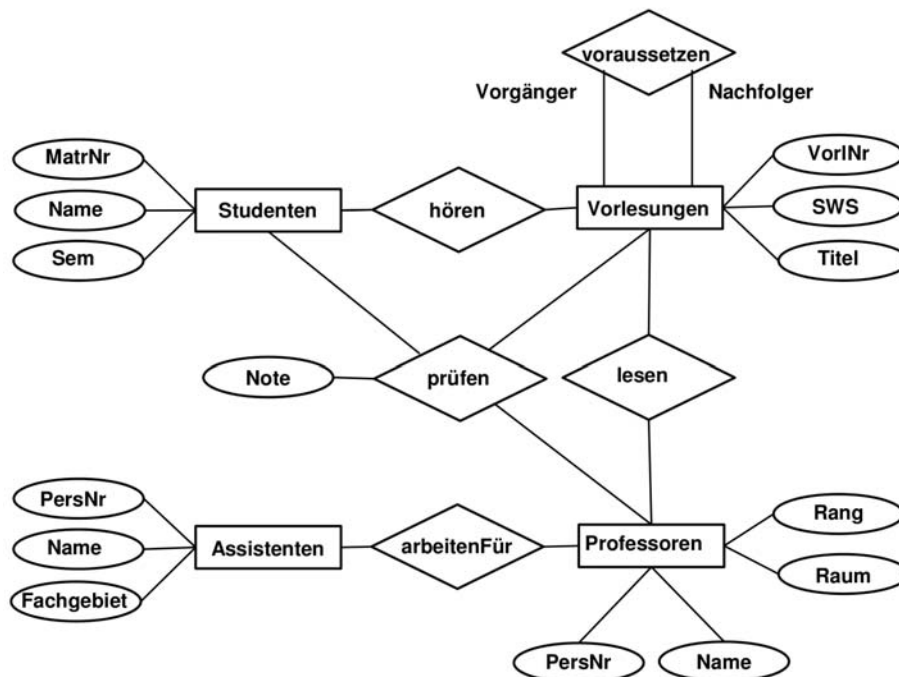 voraussetzen
Vorgänger
Nachfolger
MatrNr
Name
Sem
Studenten
hören
Vorlesungen
VorlNr
SWS
Titel
Note
prüfen
lesen
PersNr
Name
Fachgebiet
Assistenten
arbeitenFür
Professoren
Rang
Raum
PersNr
Name